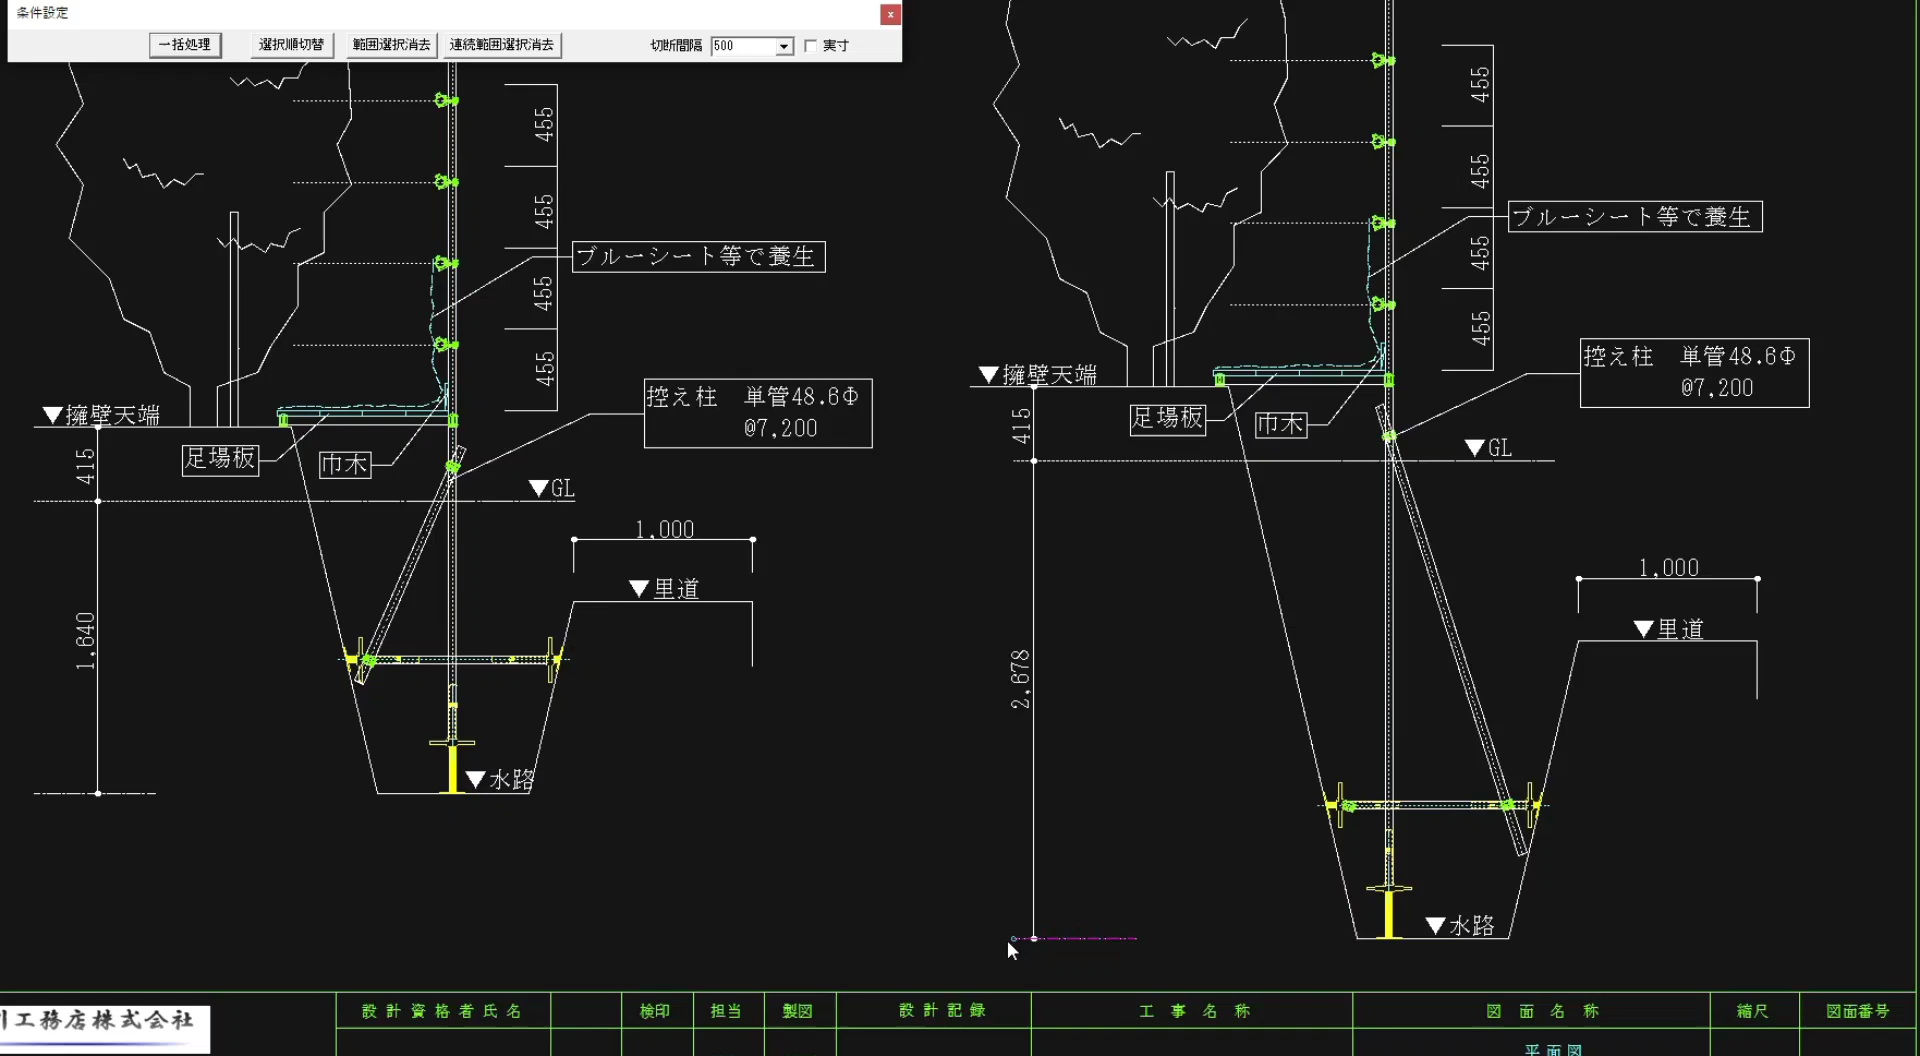 条件設定
一括処理
選択順切替
範囲選択消去
連続範囲選択消去
切断間隔
500
実寸
455
455
455
455
ブルーシート等で養生
控え柱 単管48.6Φ
@7,200
▼擁壁天端
足場板
巾木
415
▼GL
1,000
▼里道
1,640
▼水路
455
455
455
455
ブルーシート等で養生
控え柱 単管48.6Φ
@7,200
▼擁壁天端
足場板
巾木
415
▼GL
1,000
▼里道
2,678
▼水路
工務店株式会社
設計資格者氏名
検印
担当
製図
設計記録
工事名称
図面名称
縮尺
図面番号
平面図